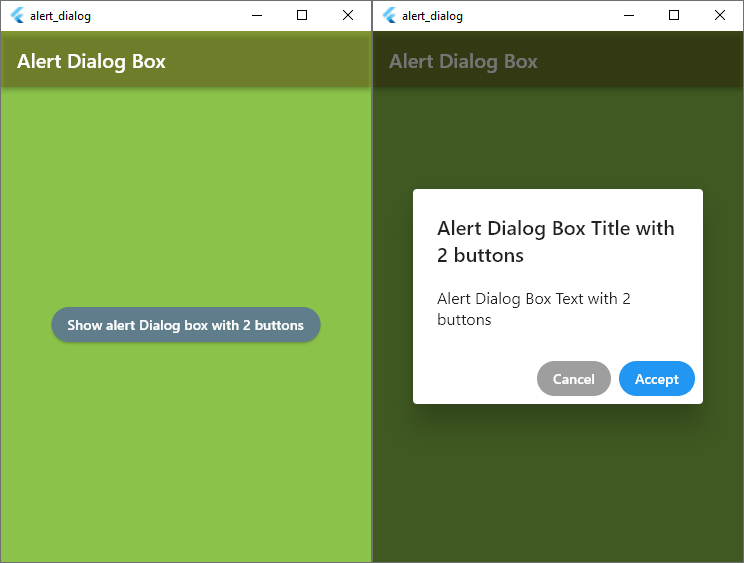 alert_dialog
Alert Dialog Box
Show alert Dialog box with 2 buttons
alert_dialog
Alert Dialog Box
Alert Dialog Box Title with
2 buttons
Alert Dialog Box Text with 2
buttons
Cancel
Accept